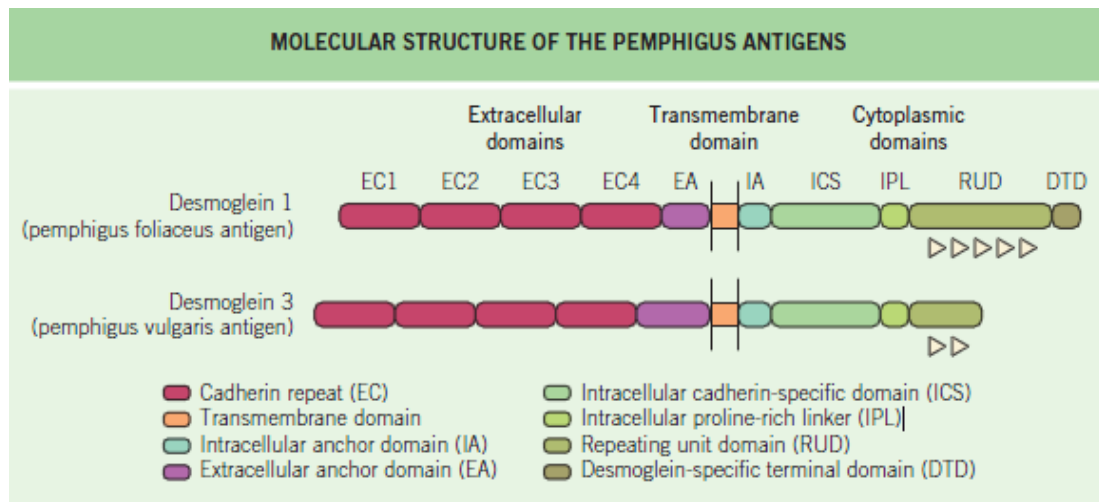 MOLECULAR STRUCTURE OF THE PEMPHIGUS ANTIGENS
Extracellular domains
Transmembrane domain
Cytoplasmic domains
EC1 EC2 EC3 EC4 EA IA ICS IPL RUD DTD
Desmoglein 1
(pemphigus foliaceus antigen)
Desmoglein 3
(pemphigus vulgaris antigen)
Cadherin repeat (EC)
Transmembrane domain
Intracellular anchor domain (IA)
Extracellular anchor domain (EA)
Intracellular cadherin-specific domain (ICS)
Intracellular proline-rich linker (IPL)
Repeating unit domain (RUD)
Desmoglein-specific terminal domain (DTD)